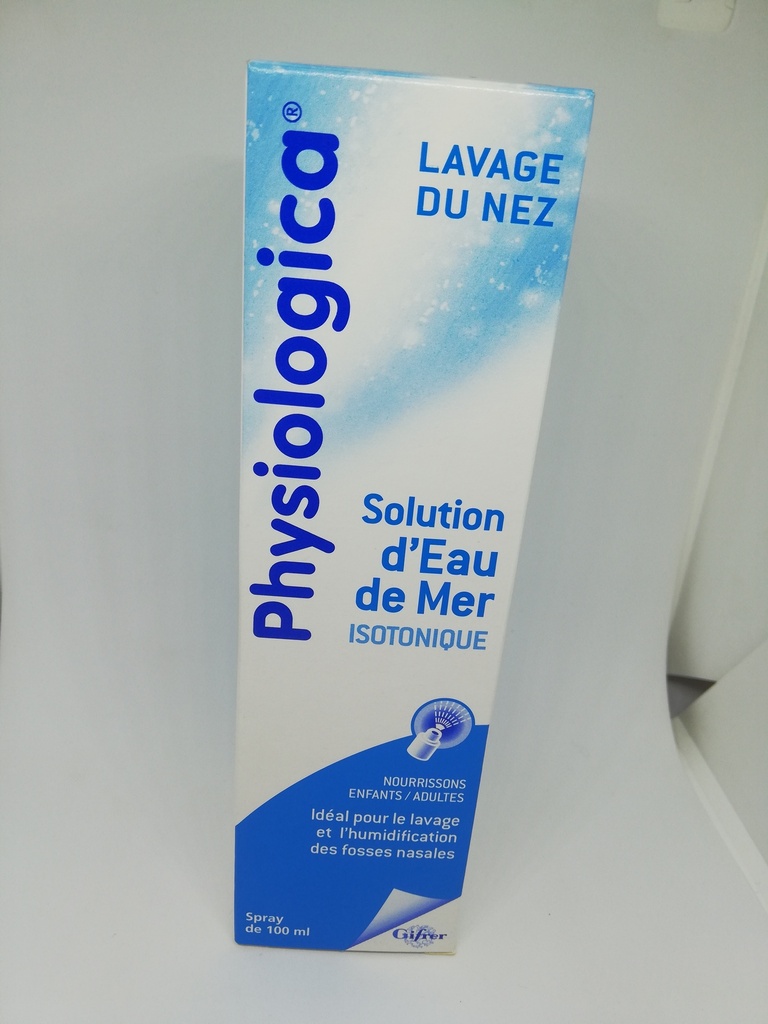 Physiologica®
LAVAGE
DU NEZ
Solution
d'Eau
de Mer
ISOTONIQUE
NOURRISSONS
ENFANTS / ADULTES
Idéal pour le lavage
et l'humidification
des fosses nasales
Spray
de 100 ml
Gifrer